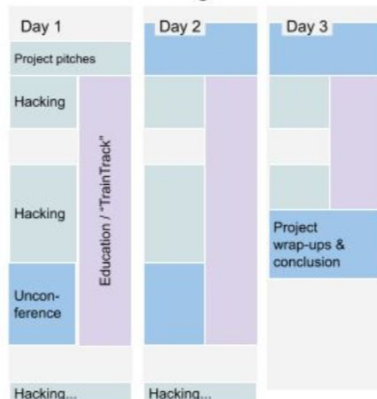 Day 1
Project pitches
Hacking
Education / "TrainTrack"
Hacking
Uncon-
ference
Hacking...
Day 2
Hacking...
Day 3
Project
wrap-ups &
conclusion